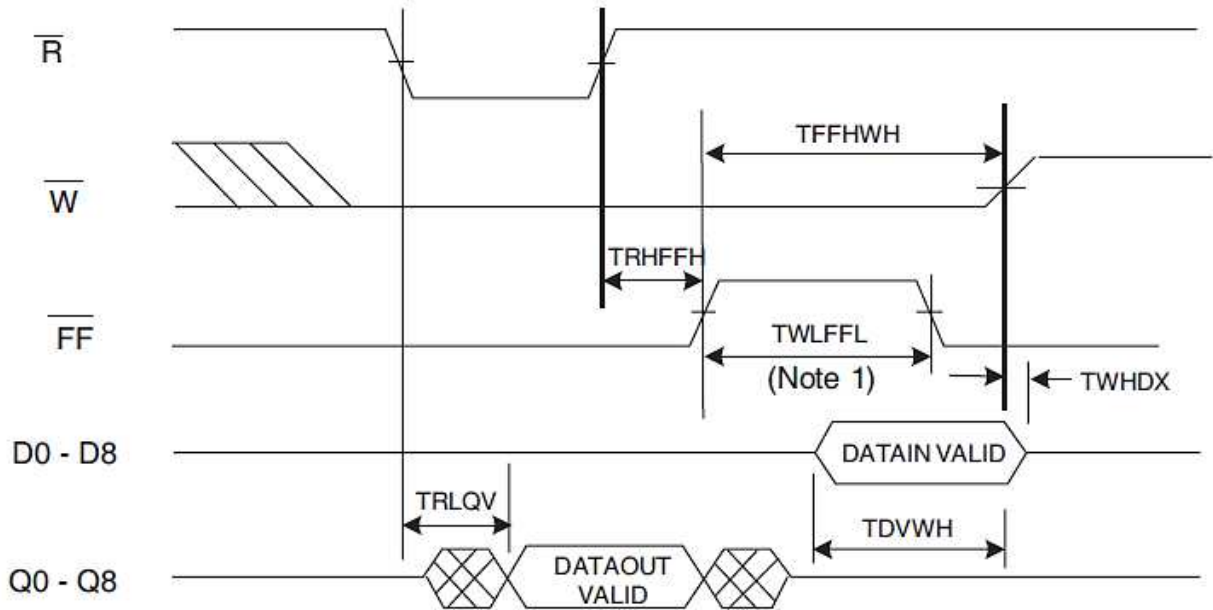 R
TFFHWH
W
TRHFFH
FF
TWLFFL
(Note 1)
TWHDX
D0 - D8
DATAIN VALID
TRLQV
TDVWH
Q0 - Q8
DATAOUT
VALID